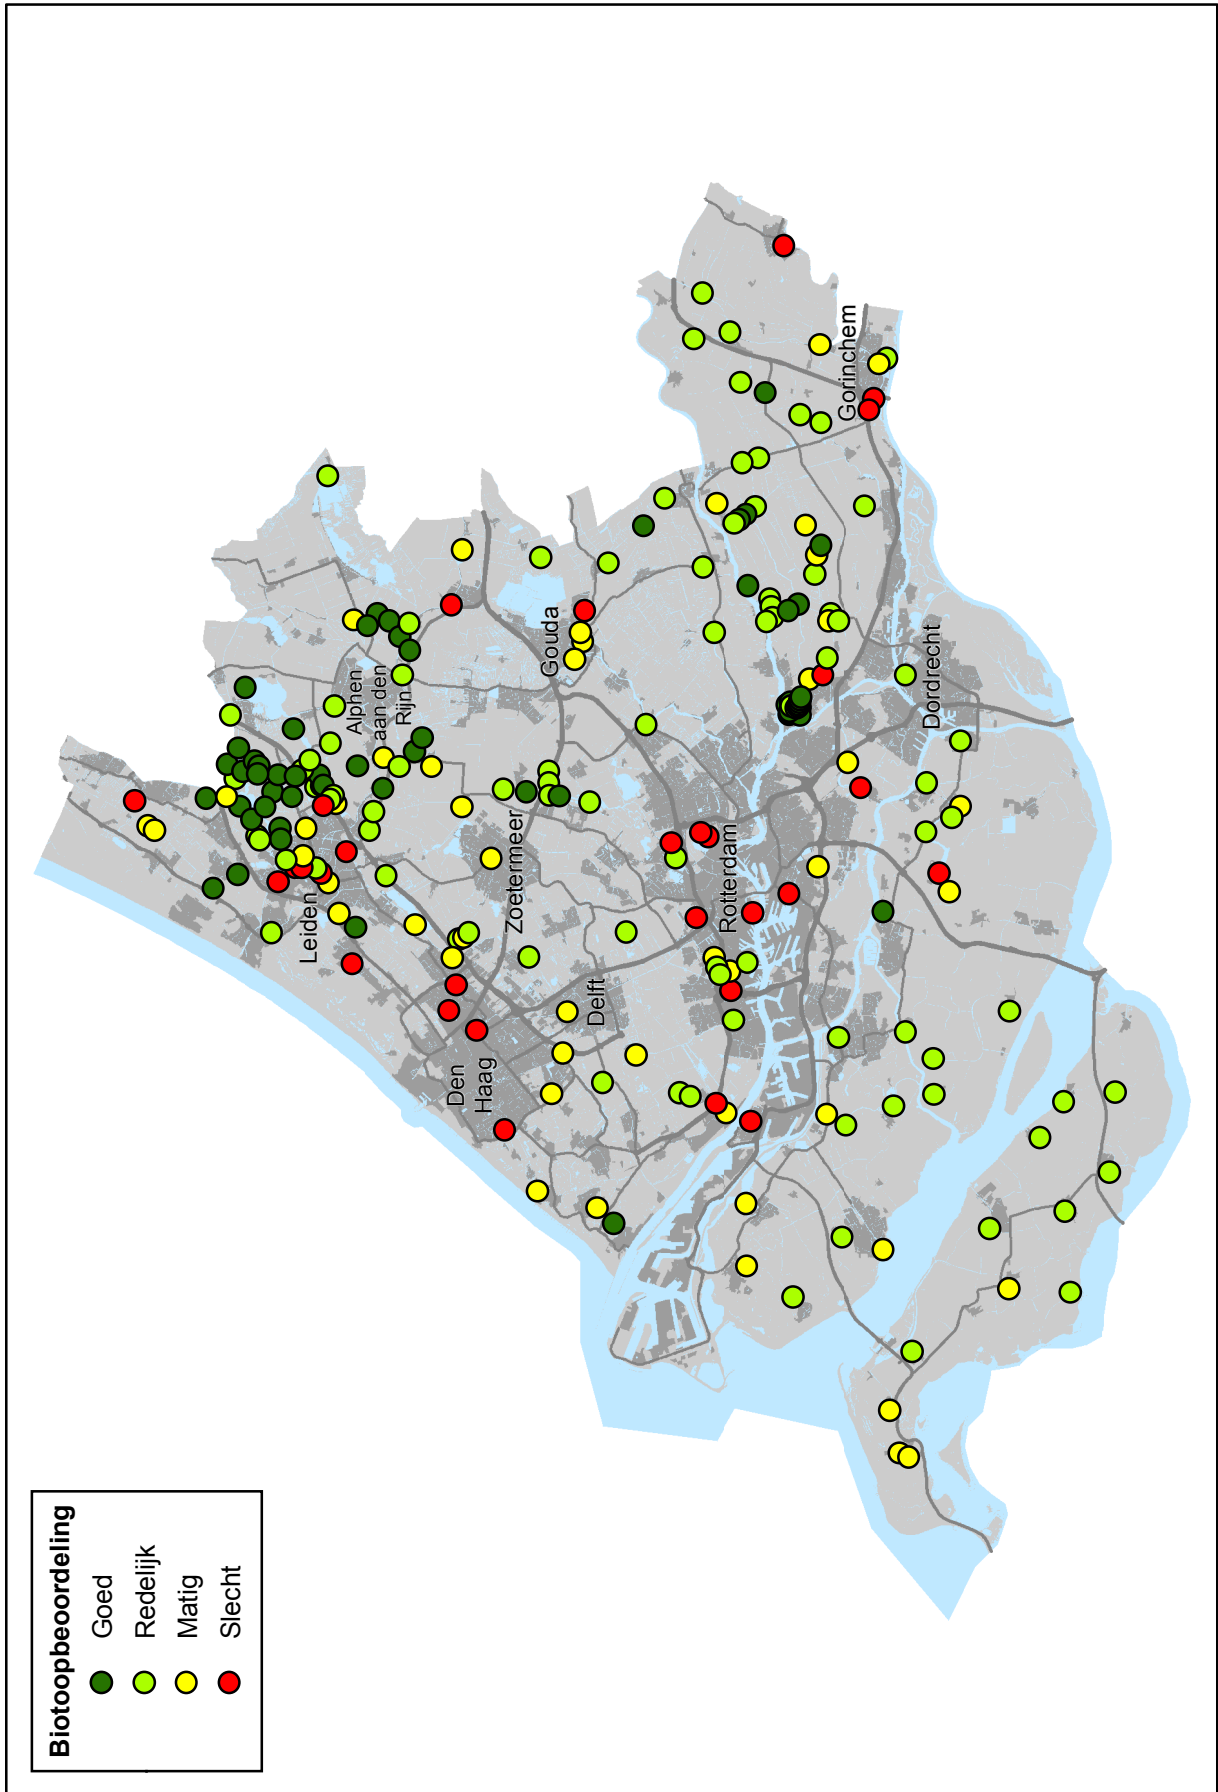 Biotoopbeoordeling
Goed
Redelijk
Matig
Slecht
Leiden
Alphen
aan den
Rijn
Den
Haag
Zoetermeer
Gouda
Delft
Rotterdam
Gorinchem
Dordrecht